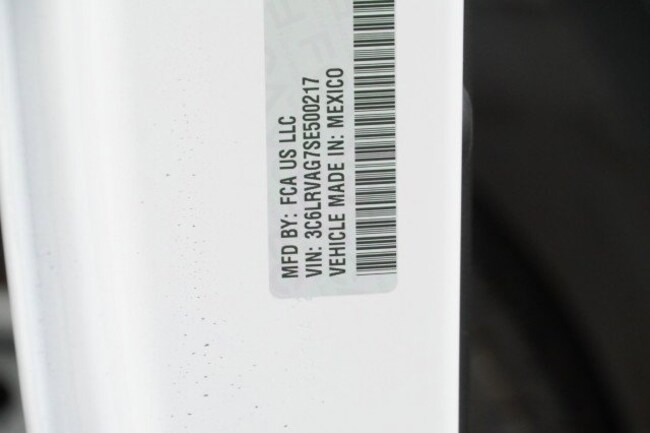 MFD BY: FCA US LLC
VIN: 3C6LRVAG7SE500217
VEHICLE MADE IN: MEXICO